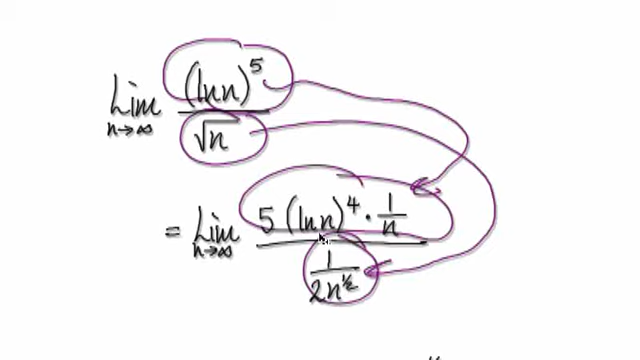 Lim n→∞ (ln n)^5 / √n
= Lim n→∞ 5 (ln n)^4 · 1/n / 1/2n^½